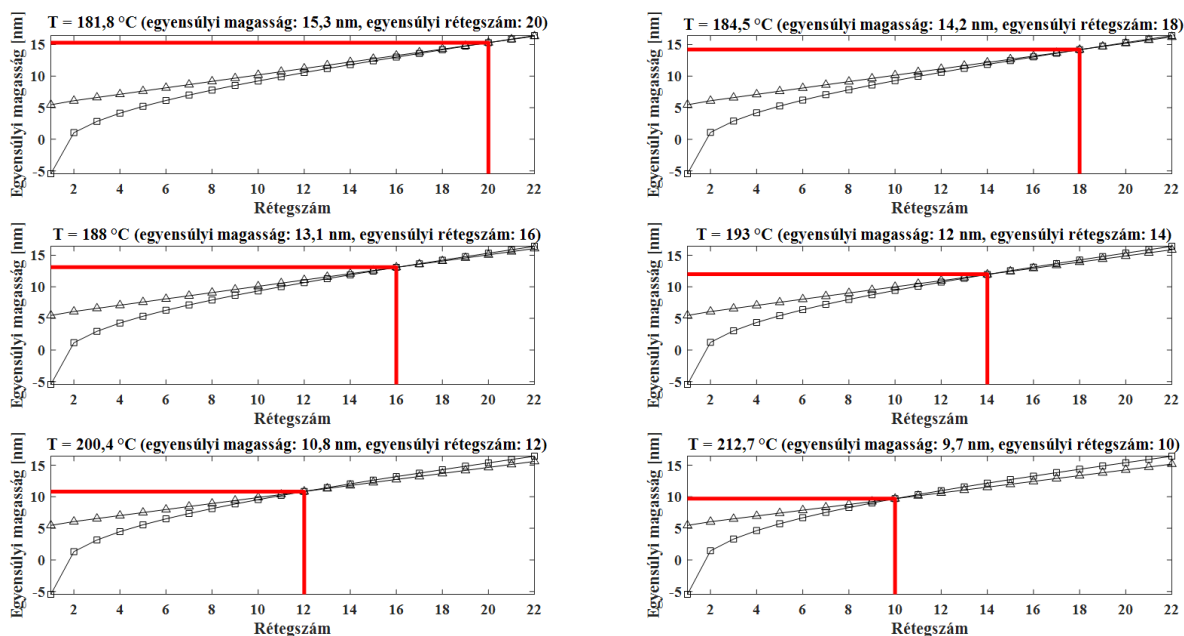 T = 181,8 °C (egyensúlyi magasság: 15,3 nm, egyensúlyi rétegszám: 20)
Egyensúlyi magasság [nm]
15
10
5
0
-5
2 4 6 8 10 12 14 16 18 20 22
Rétegszám
T = 184,5 °C (egyensúlyi magasság: 14,2 nm, egyensúlyi rétegszám: 18)
Egyensúlyi magasság [nm]
15
10
5
0
-5
2 4 6 8 10 12 14 16 18 20 22
Rétegszám
T = 188 °C (egyensúlyi magasság: 13,1 nm, egyensúlyi rétegszám: 16)
Egyensúlyi magasság [nm]
15
10
5
0
-5
2 4 6 8 10 12 14 16 18 20 22
Rétegszám
T = 193 °C (egyensúlyi magasság: 12 nm, egyensúlyi rétegszám: 14)
Egyensúlyi magasság [nm]
15
10
5
0
-5
2 4 6 8 10 12 14 16 18 20 22
Rétegszám
T = 200,4 °C (egyensúlyi magasság: 10,8 nm, egyensúlyi rétegszám: 12)
Egyensúlyi magasság [nm]
15
10
5
0
-5
2 4 6 8 10 12 14 16 18 20 22
Rétegszám
T = 212,7 °C (egyensúlyi magasság: 9,7 nm, egyensúlyi rétegszám: 10)
Egyensúlyi magasság [nm]
15
10
5
0
-5
2 4 6 8 10 12 14 16 18 20 22
Rétegszám